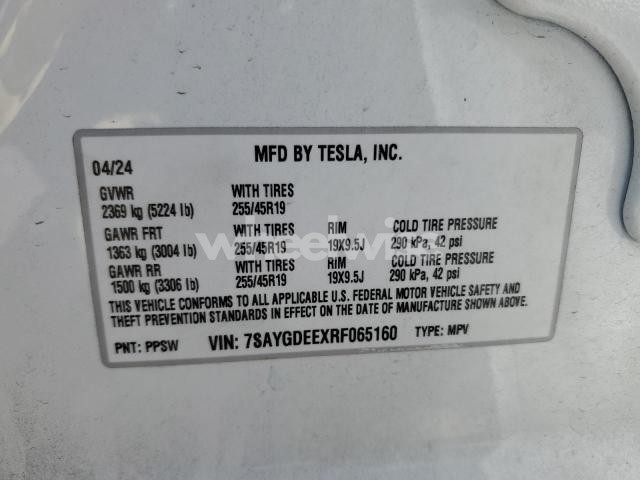 MFD BY TESLA, INC.
04/24
GVWR WITH TIRES
2369 kg (5224 lb) 255/45R19
GAWR FRT WITH TIRES RIM COLD TIRE PRESSURE
1363 kg (3004 lb) 255/45R19 19X9.5J 290 kPa, 42 psi
GAWR RR WITH TIRES RIM COLD TIRE PRESSURE
1500 kg (3306 lb) 255/45R19 19X9.5J 290 kPa, 42 psi
THIS VEHICLE CONFORMS TO ALL APPLICABLE U.S. FEDERAL MOTOR VEHICLE SAFETY AND
THEFT PREVENTION STANDARDS IN EFFECT ON THE DATE OF MANUFACTURE SHOWN ABOVE.
PNT: PPSW VIN: 7SAYGDEEXRF065160 TYPE: MPV